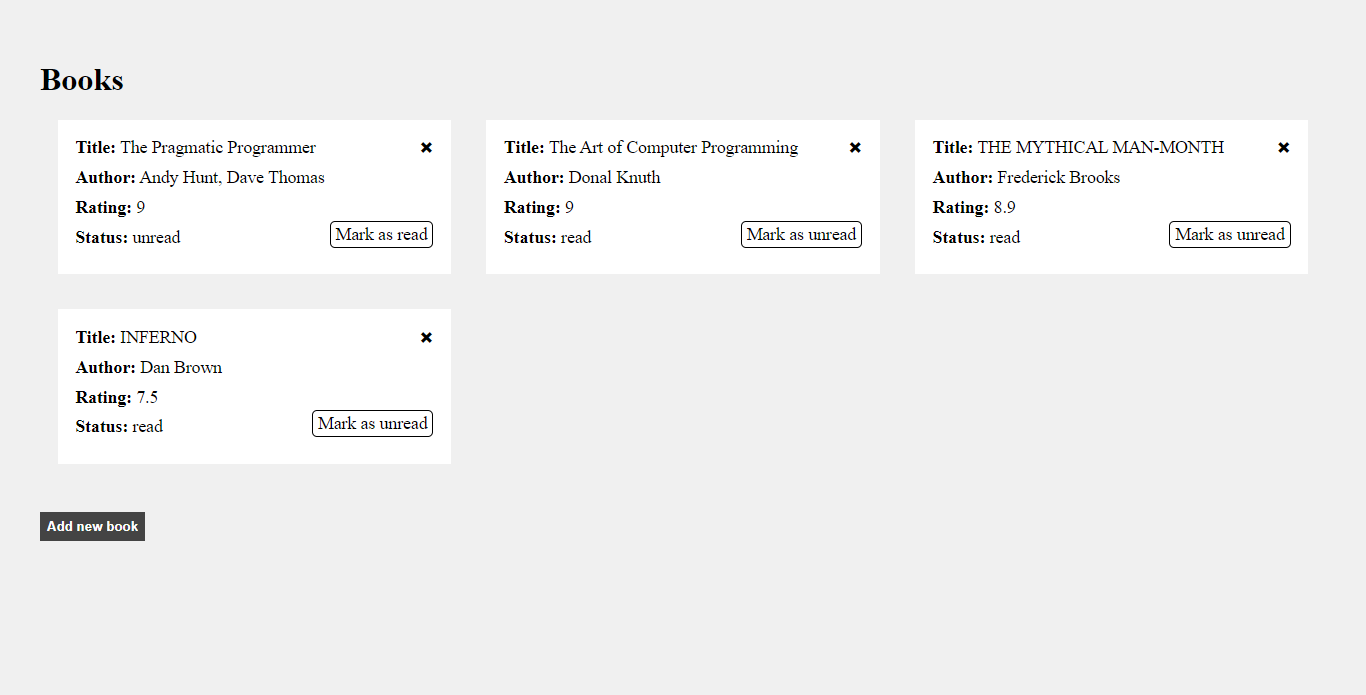 Books
Title: The Pragmatic Programmer ✖
Author: Andy Hunt, Dave Thomas
Rating: 9
Status: unread Mark as read
Title: The Art of Computer Programming ✖
Author: Donal Knuth
Rating: 9
Status: read Mark as unread
Title: THE MYTHICAL MAN-MONTH ✖
Author: Frederick Brooks
Rating: 8.9
Status: read Mark as unread
Title: INFERNO ✖
Author: Dan Brown
Rating: 7.5
Status: read Mark as unread
Add new book